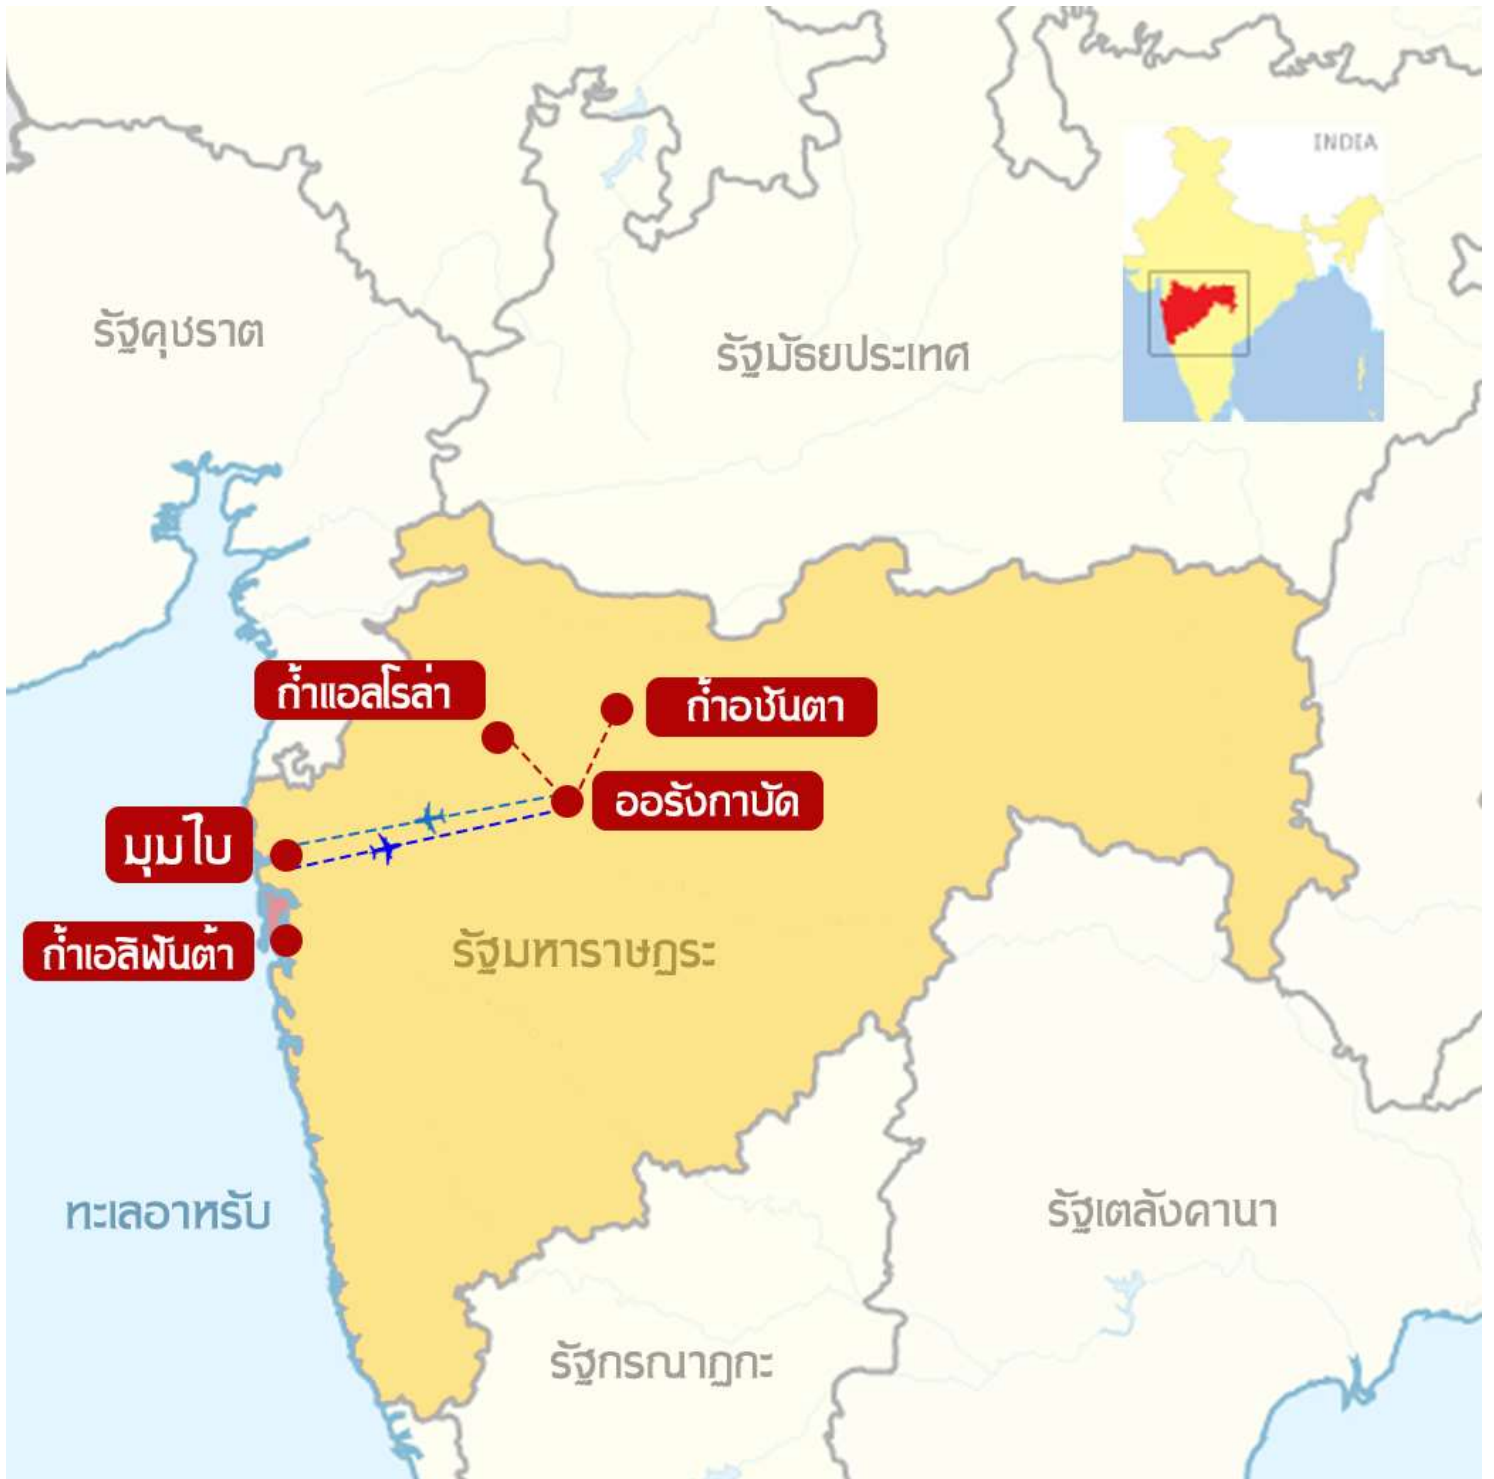 INDIA
รัฐคุชราต
รัฐมัธยประเทศ
ถ้ำแอลโรล่า
ถ้ำอชันตา
ออรังกาบัด
มุมไบ
ถ้ำเอลิฟันต้า
รัฐมหาราษฎระ
ทะเลอาหรับ
รัฐเตลังคานา
รัฐกรณาฏกะ